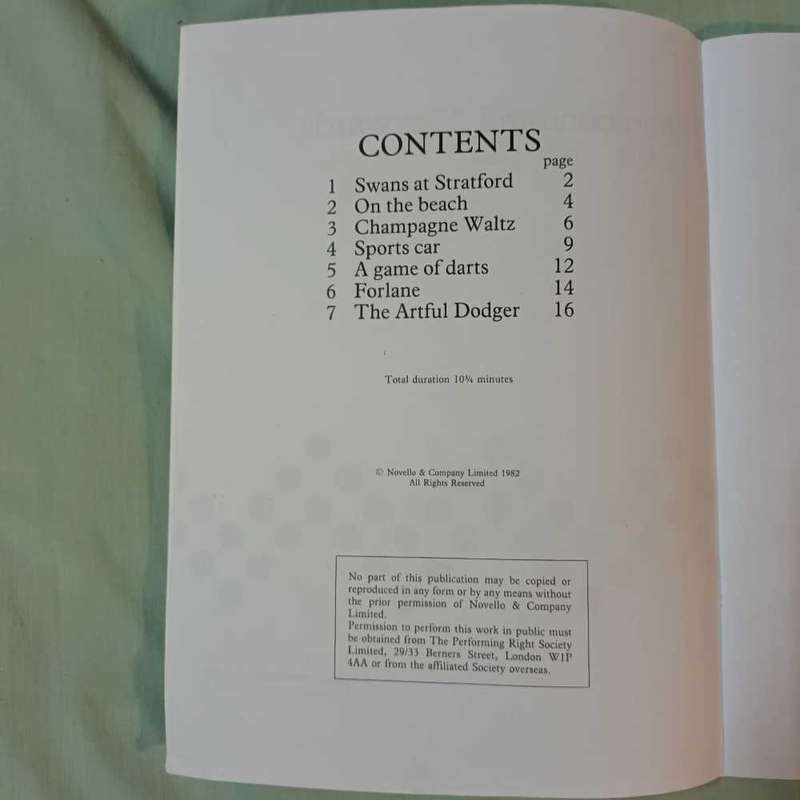 CONTENTS
page
1 Swans at Stratford 2
2 On the beach 4
3 Champagne Waltz 6
4 Sports car 9
5 A game of darts 12
6 Forlane 14
7 The Artful Dodger 16
Total duration 10¾ minutes
© Novello & Company Limited 1982
All Rights Reserved
No part of this publication may be copied or
reproduced in any form or by any means without
the prior permission of Novello & Company
Limited.
Permission to perform this work in public must
be obtained from The Performing Right Society
Limited, 29/33 Berners Street, London W1P
4AA or from the affiliated Society overseas.